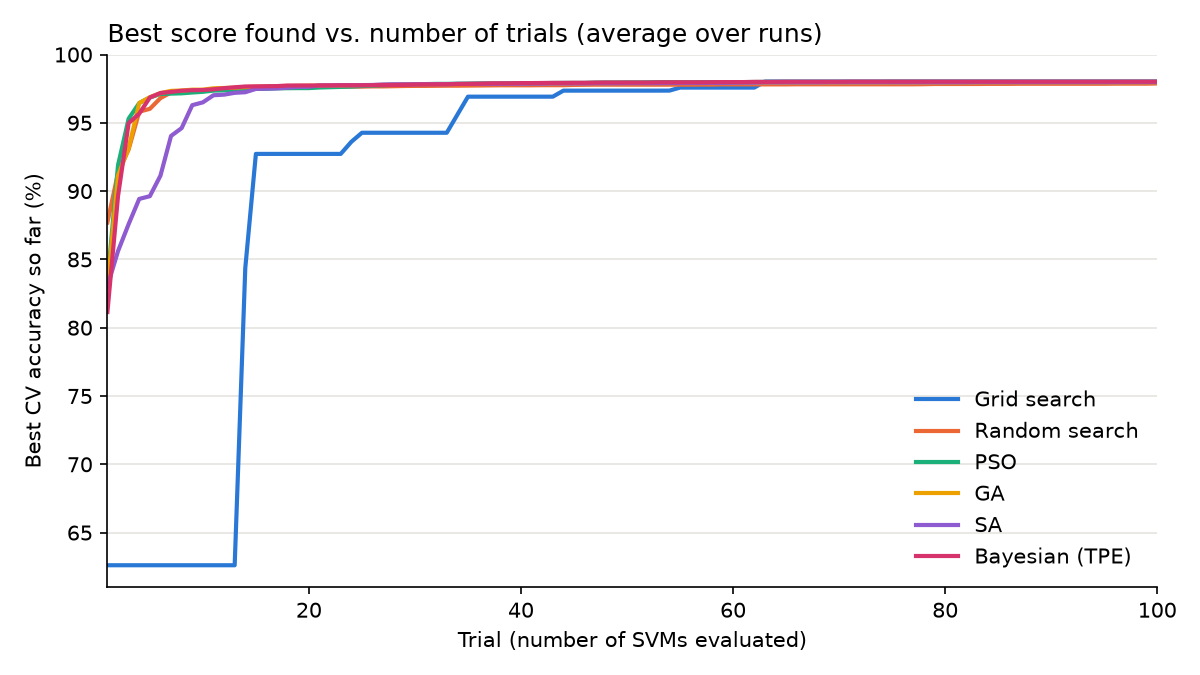 Best score found vs. number of trials (average over runs)
Best CV accuracy so far (%)
100
95
90
85
80
75
70
65
Grid search
Random search
PSO
GA
SA
Bayesian (TPE)
20
40
60
80
100
Trial (number of SVMs evaluated)